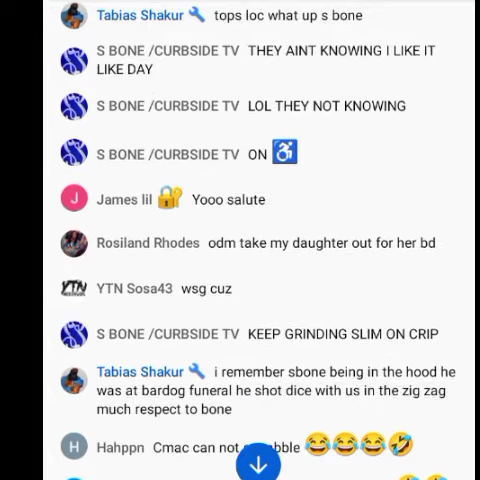 Tabias Shakur tops loc what up s bone
S BONE /CURBSIDE TV THEY AINT KNOWING I LIKE IT
LIKE DAY
S BONE /CURBSIDE TV LOL THEY NOT KNOWING
S BONE /CURBSIDE TV ON ♿
J James lil 🔐 Yooo salute
Rosiland Rhodes odm take my daughter out for her bd
YTN YTN Sosa43 wsg cuz
S BONE /CURBSIDE TV KEEP GRINDING SLIM ON CRIP
Tabias Shakur i remember sbone being in the hood he
was at bardog funeral he shot dice with us in the zig zag
much respect to bone
H Hahppn Cmac can not 😂😂😂🤣